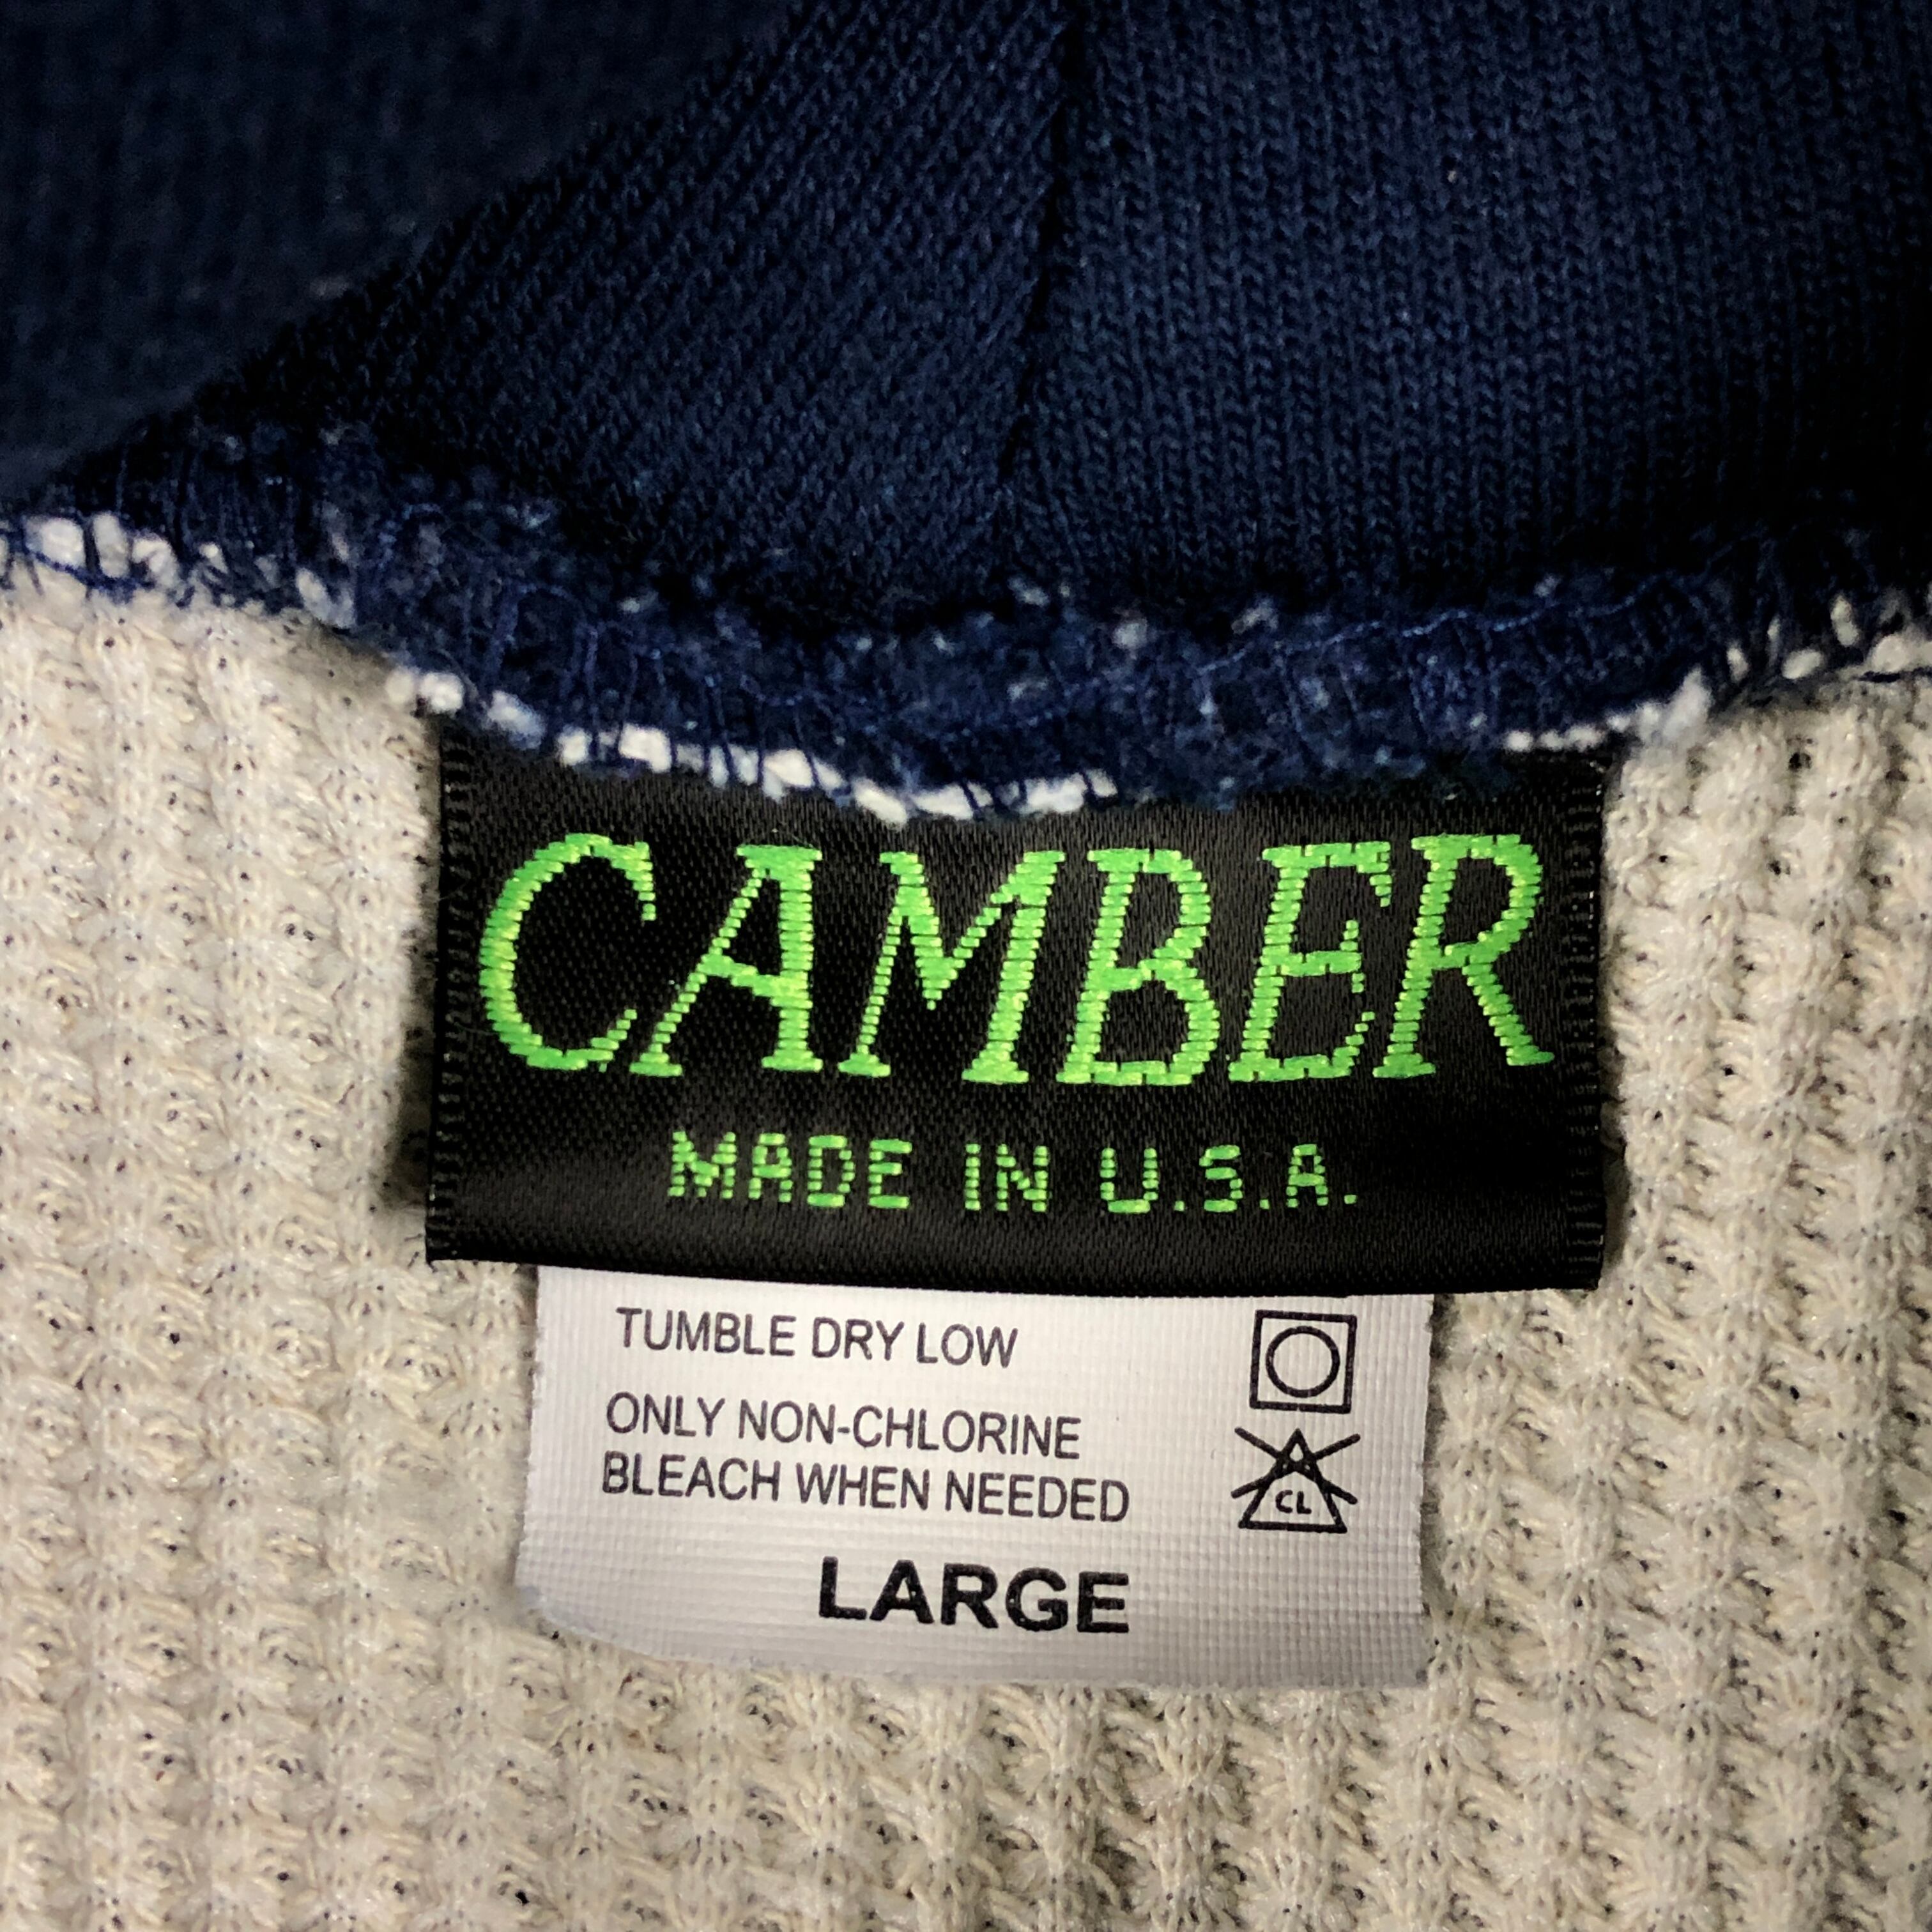 CAMBER
MADE IN U.S.A.
TUMBLE DRY LOW
ONLY NON-CHLORINE
BLEACH WHEN NEEDED
CL
LARGE